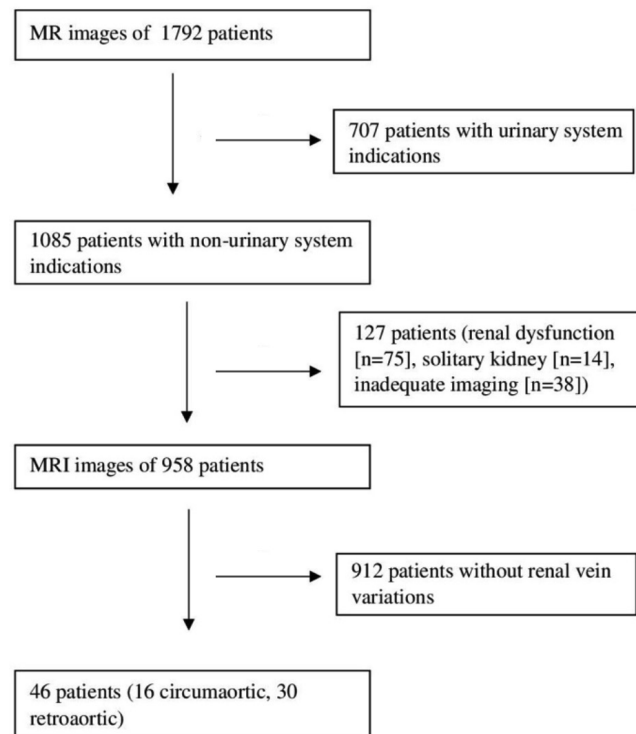 MR images of 1792 patients
707 patients with urinary system
indications
1085 patients with non-urinary system
indications
127 patients (renal dysfunction
[n=75], solitary kidney [n=14],
inadequate imaging [n=38])
MRI images of 958 patients
912 patients without renal vein
variations
46 patients (16 circumaortic, 30
retroaortic)